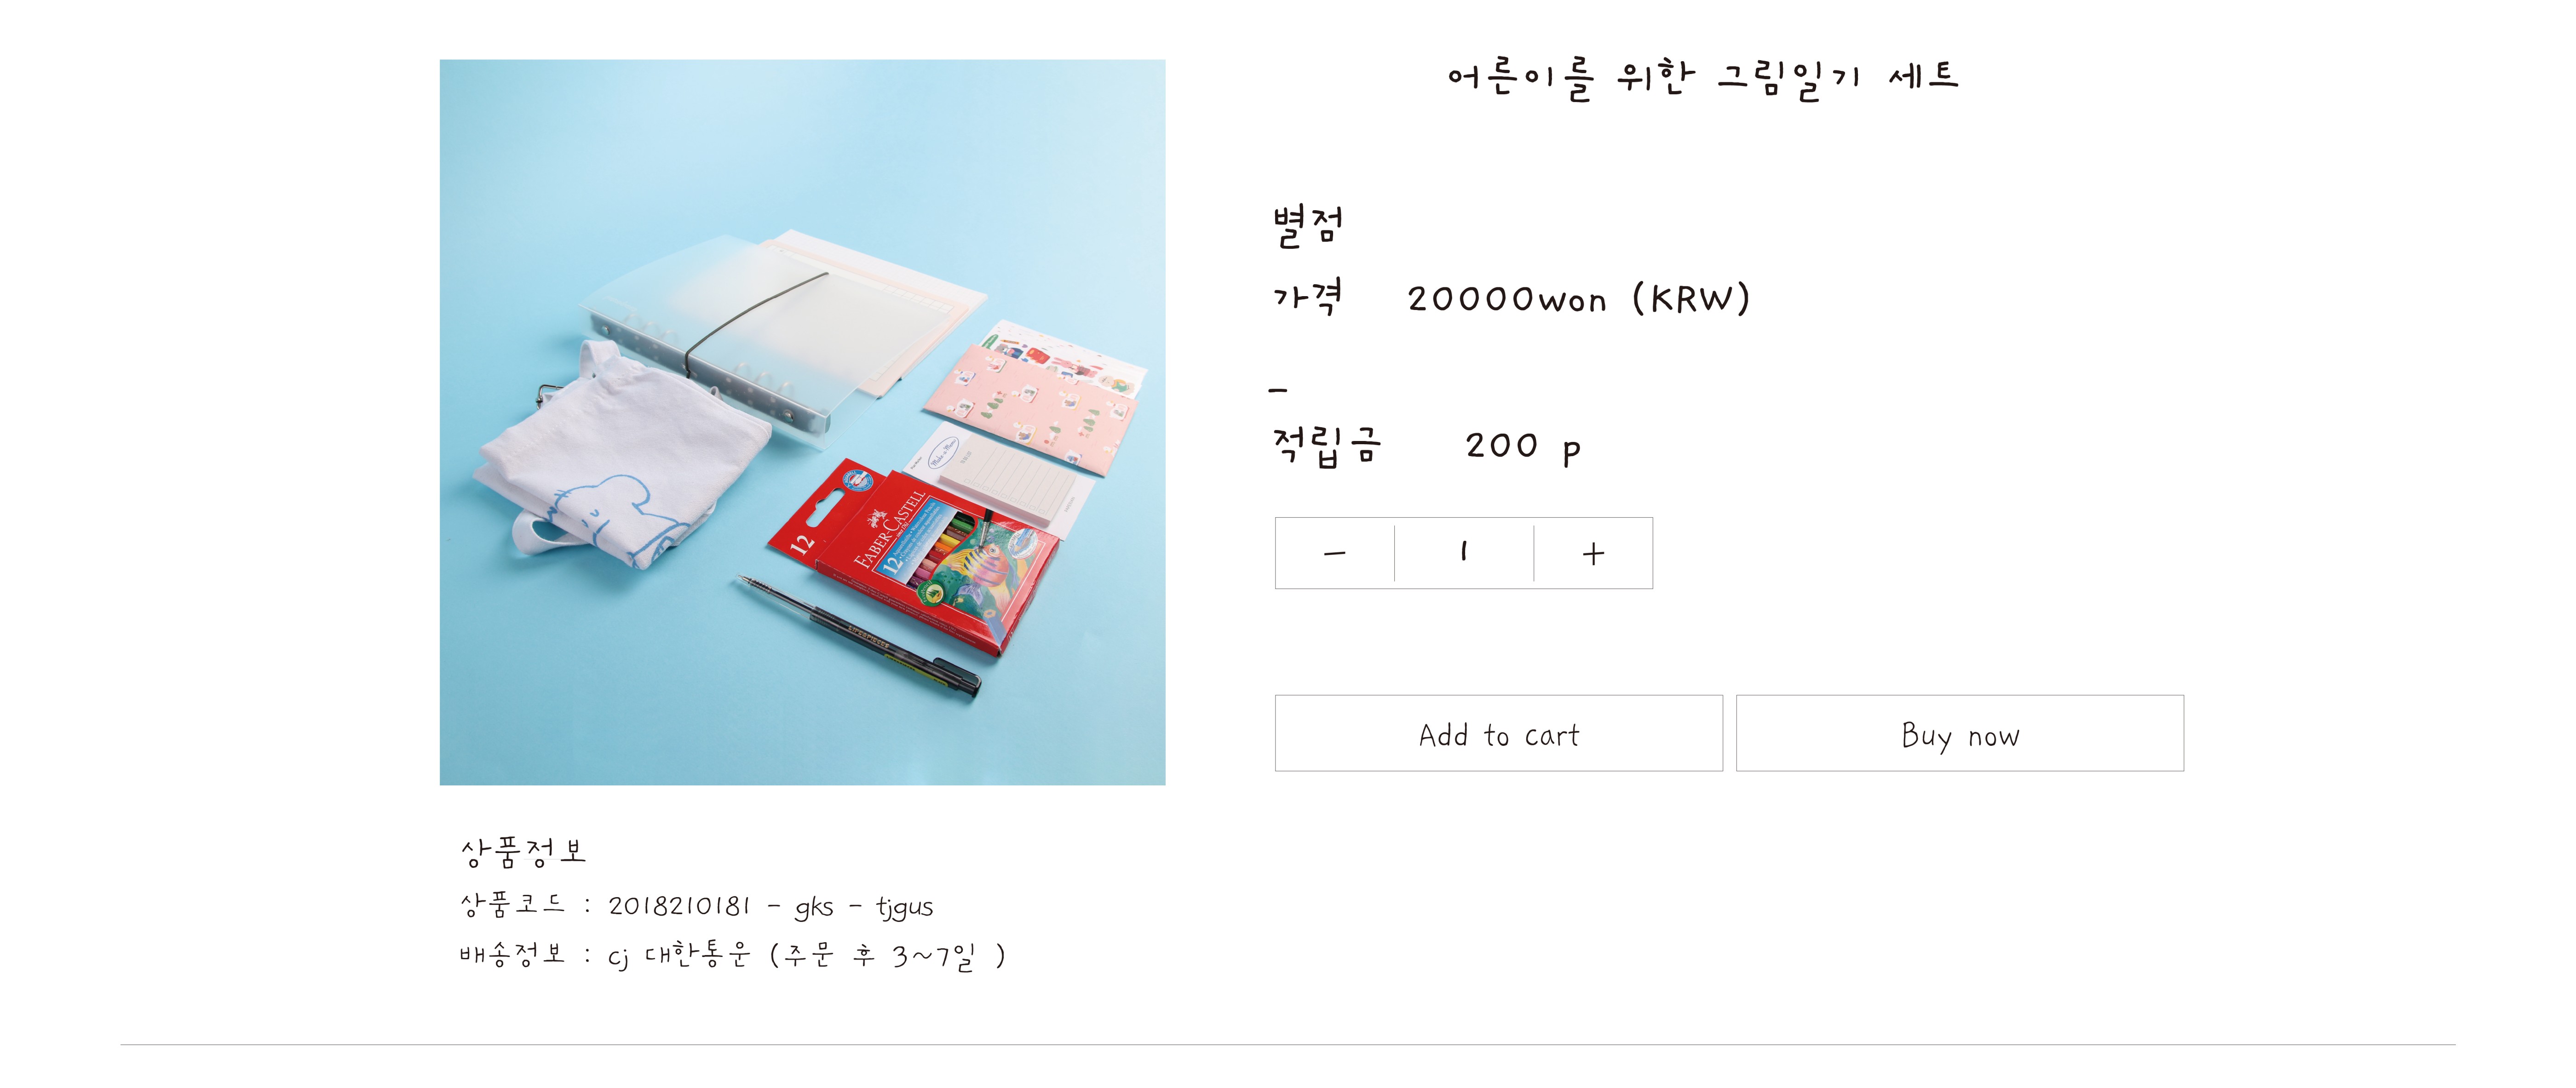 어른이를 위한 그림일기 세트
별점
가격 20000won (KRW)
-
적립금 200 p
- 1 +
Add to cart
Buy now
12
FABER-CASTELL
12
상품정보
상품코드 : 2018210181 - gks - tjgus
배송정보 : cj 대한통운 (주문 후 3~7일 )